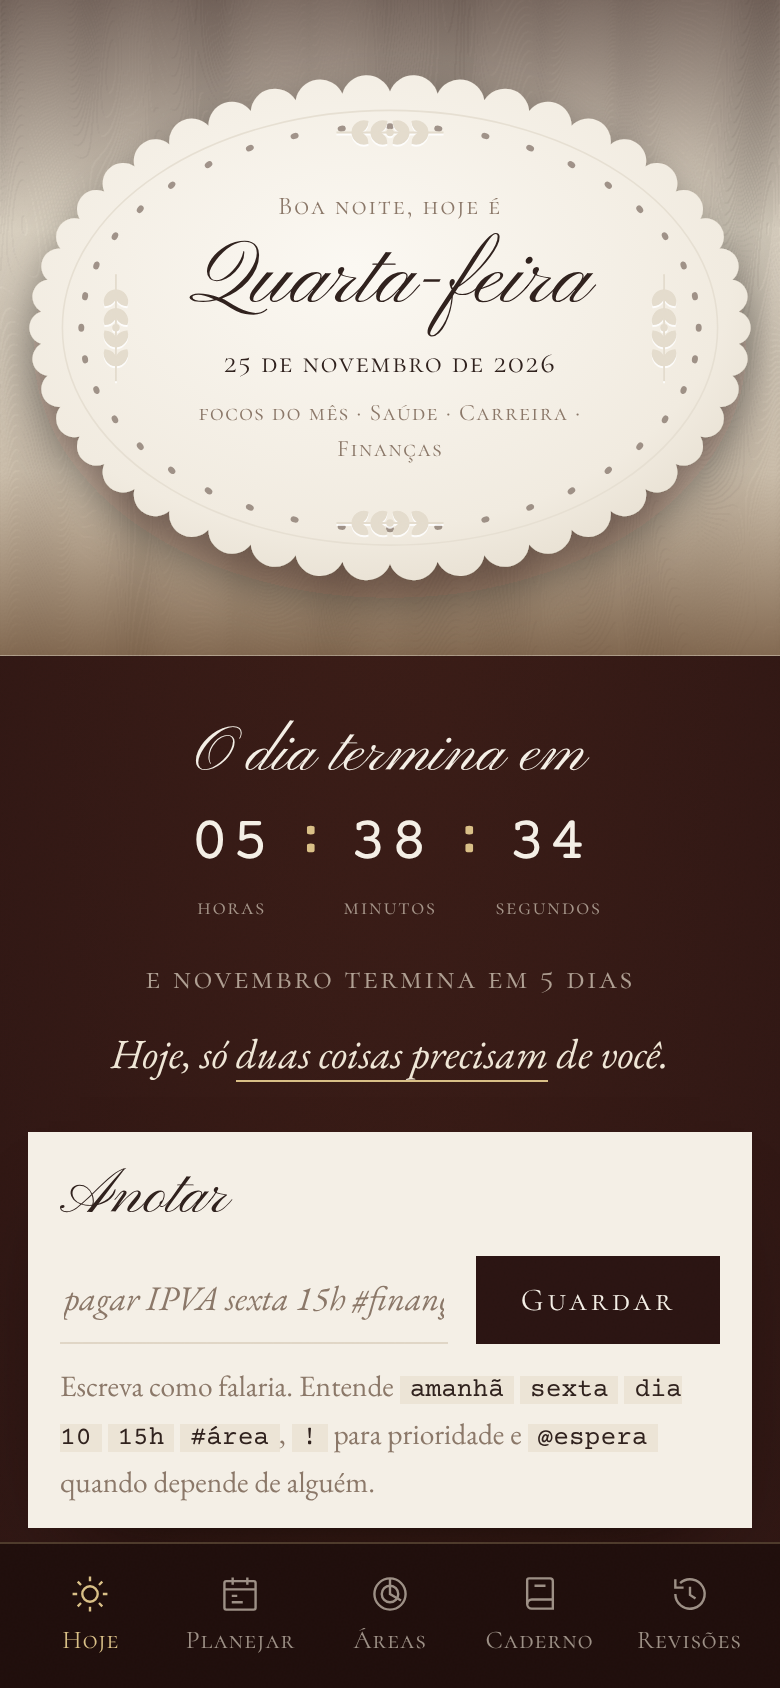 Boa noite, hoje é
Quarta-feira
25 de novembro de 2026
focos do mês · Saúde · Carreira ·
Finanças
O dia termina em
05 : 38 : 34
horas minutos segundos
e novembro termina em 5 dias
Hoje, só duas coisas precisam de você.
Anotar
pagar IPVA sexta 15h #finanç
Guardar
Escreva como falaria. Entende amanhã sexta dia
10 15h #área , ! para prioridade e @espera
quando depende de alguém.
Hoje Planejar Áreas Caderno Revisões